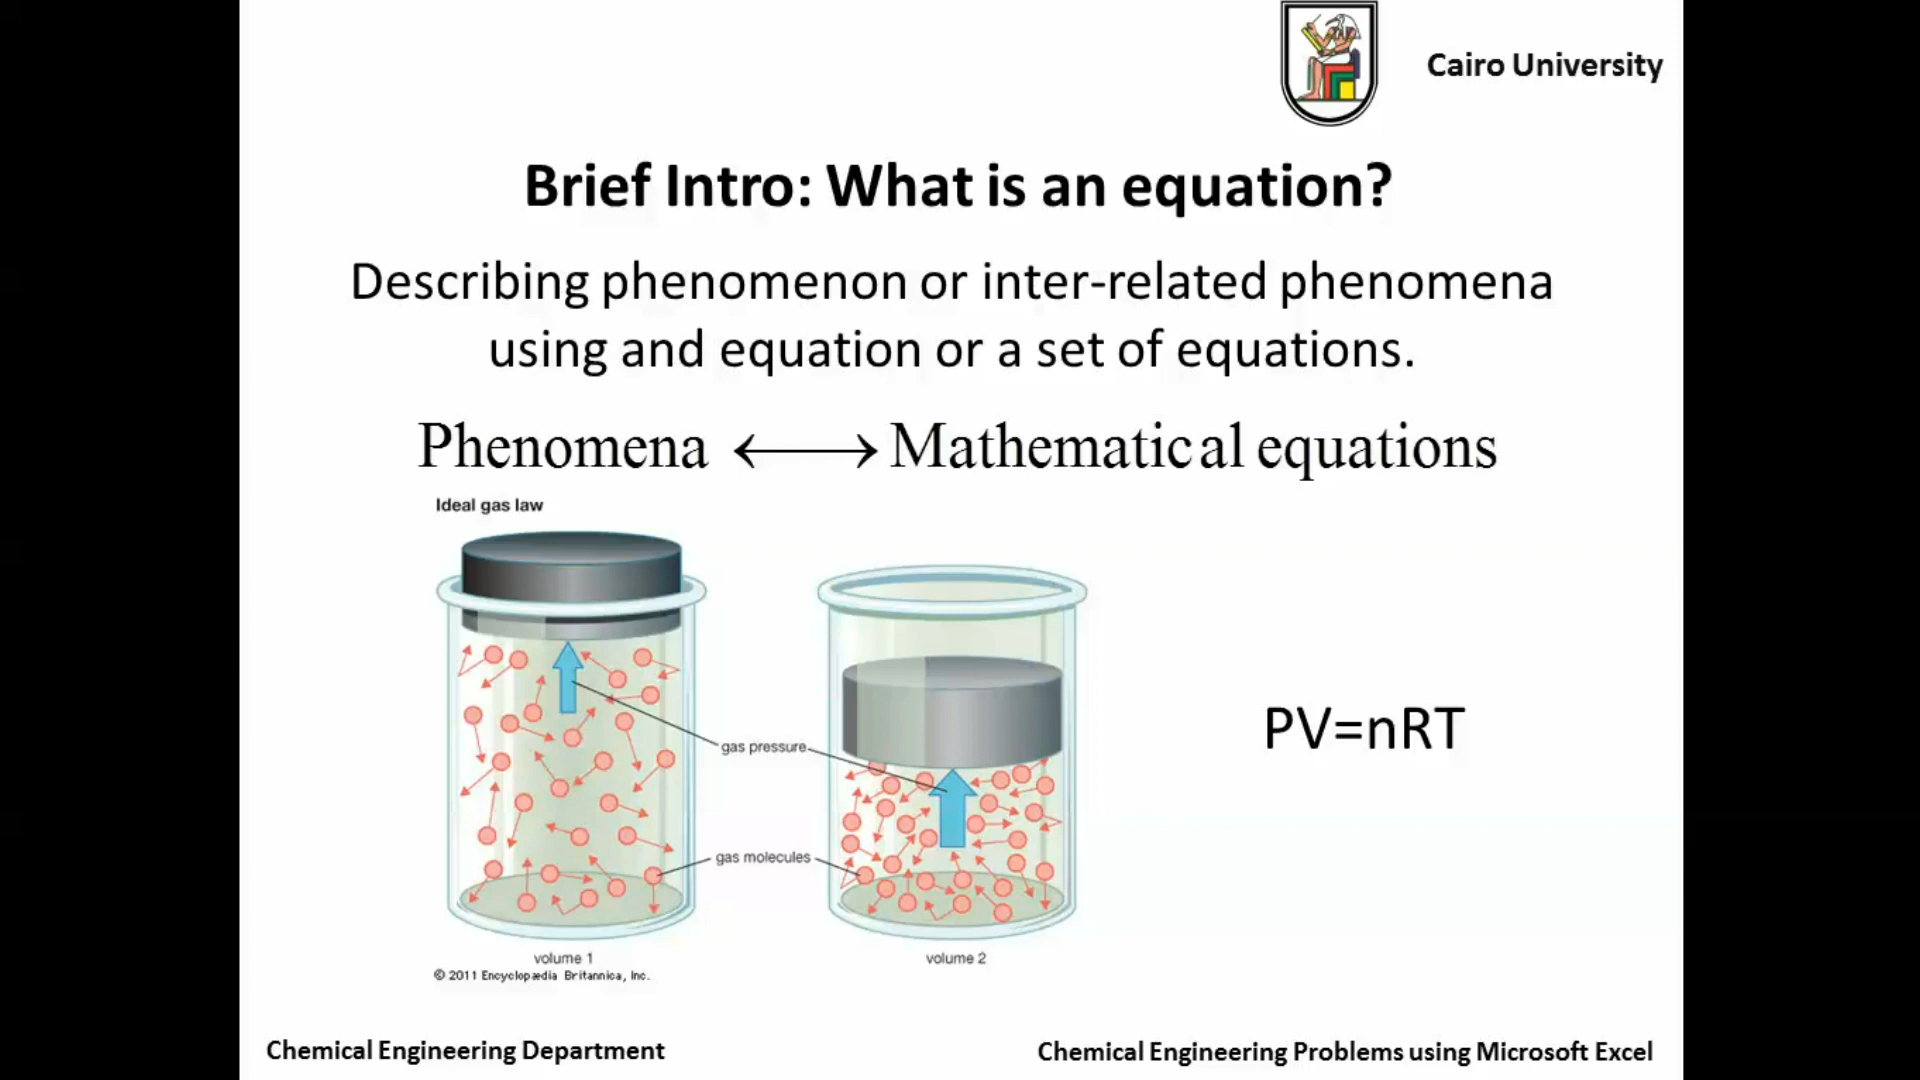 Cairo University
Brief Intro: What is an equation?
Describing phenomenon or inter-related phenomena
using and equation or a set of equations.
Phenomena ⟷ Mathematical equations
Ideal gas law
gas pressure
PV=nRT
gas molecules
volume 1
volume 2
© 2011 Encyclopædia Britannica, Inc.
Chemical Engineering Department
Chemical Engineering Problems using Microsoft Excel